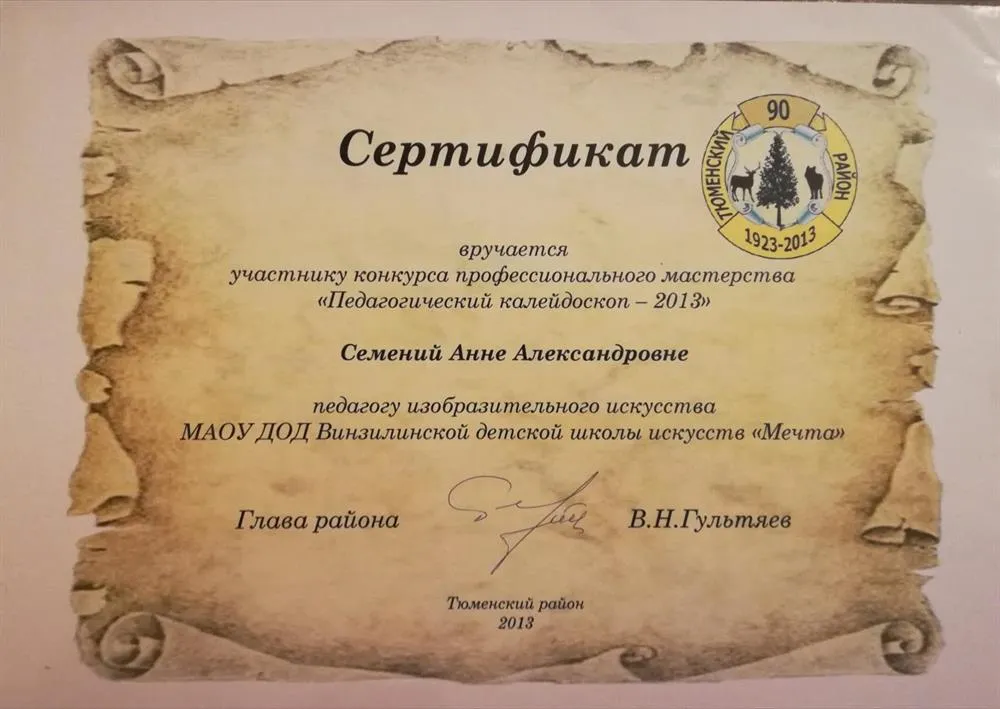 Сертификат
90
ТЮМЕНСКИЙ РАЙОН
1923-2013
вручается
участнику конкурса профессионального мастерства
«Педагогический калейдоскоп – 2013»
Семений Анне Александровне
педагогу изобразительного искусства
МАОУ ДОД Винзилинской детской школы искусств «Мечта»
Глава района В.Н.Гультяев
Тюменский район
2013